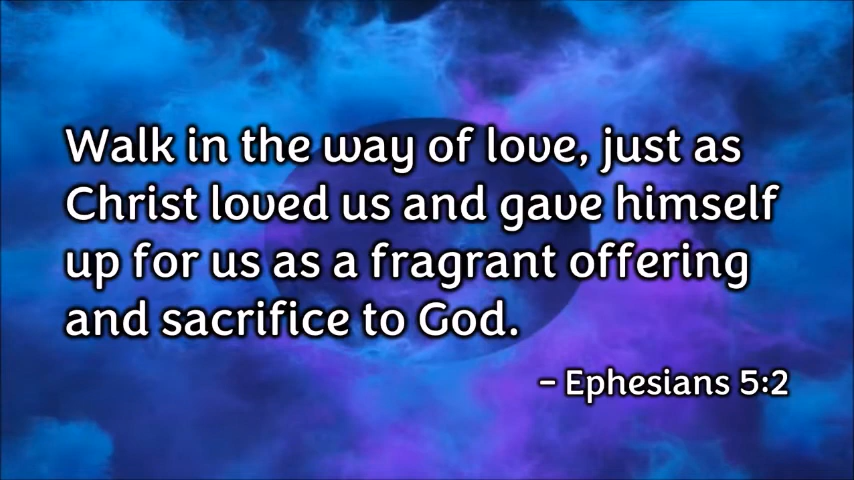 Walk in the way of love, just as
Christ loved us and gave himself
up for us as a fragrant offering
and sacrifice to God.
– Ephesians 5:2